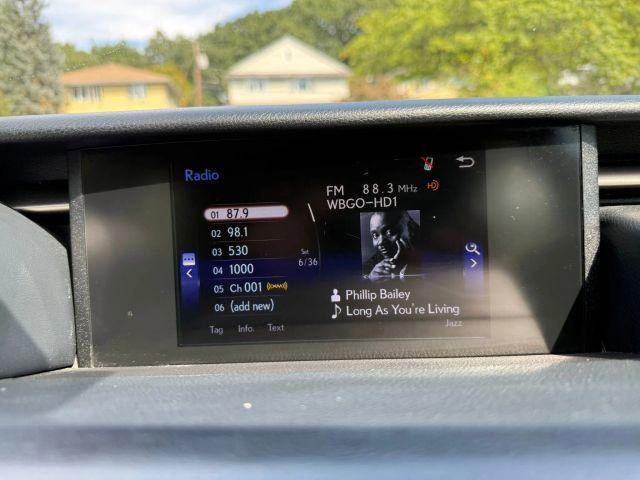 Radio
01 87.9
02 98.1
03 530
04 1000
05 Ch 001
06 (add new)
Set
6/36
Tag Info. Text
FM 88.3 MHz HD
WBGO-HD1
Phillip Bailey
Long As You're Living
Jazz